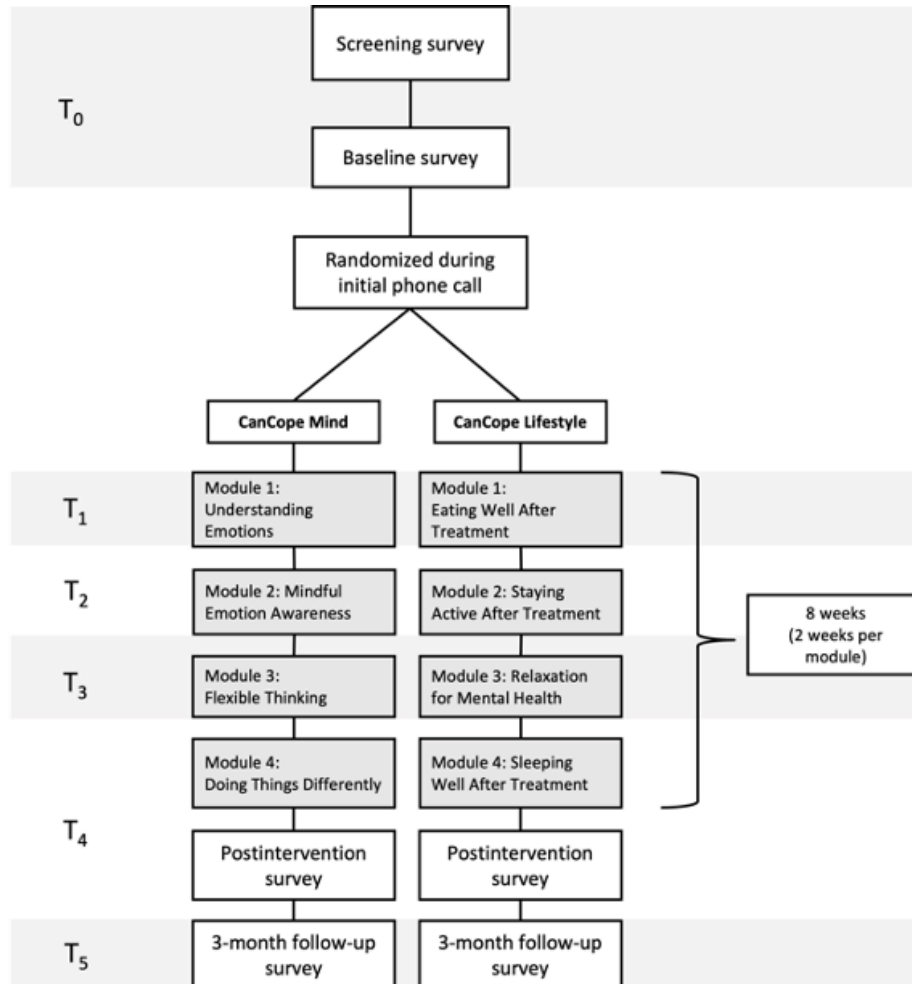 Screening survey
T₀
Baseline survey
Randomized during
initial phone call
CanCope Mind
CanCope Lifestyle
T₁
Module 1:
Understanding
Emotions
Module 1:
Eating Well After
Treatment
T₂
Module 2: Mindful
Emotion Awareness
Module 2: Staying
Active After Treatment
8 weeks
(2 weeks per
module)
T₃
Module 3:
Flexible Thinking
Module 3: Relaxation
for Mental Health
Module 4:
Doing Things Differently
Module 4: Sleeping
Well After Treatment
T₄
Postintervention
survey
Postintervention
survey
T₅
3-month follow-up
survey
3-month follow-up
survey